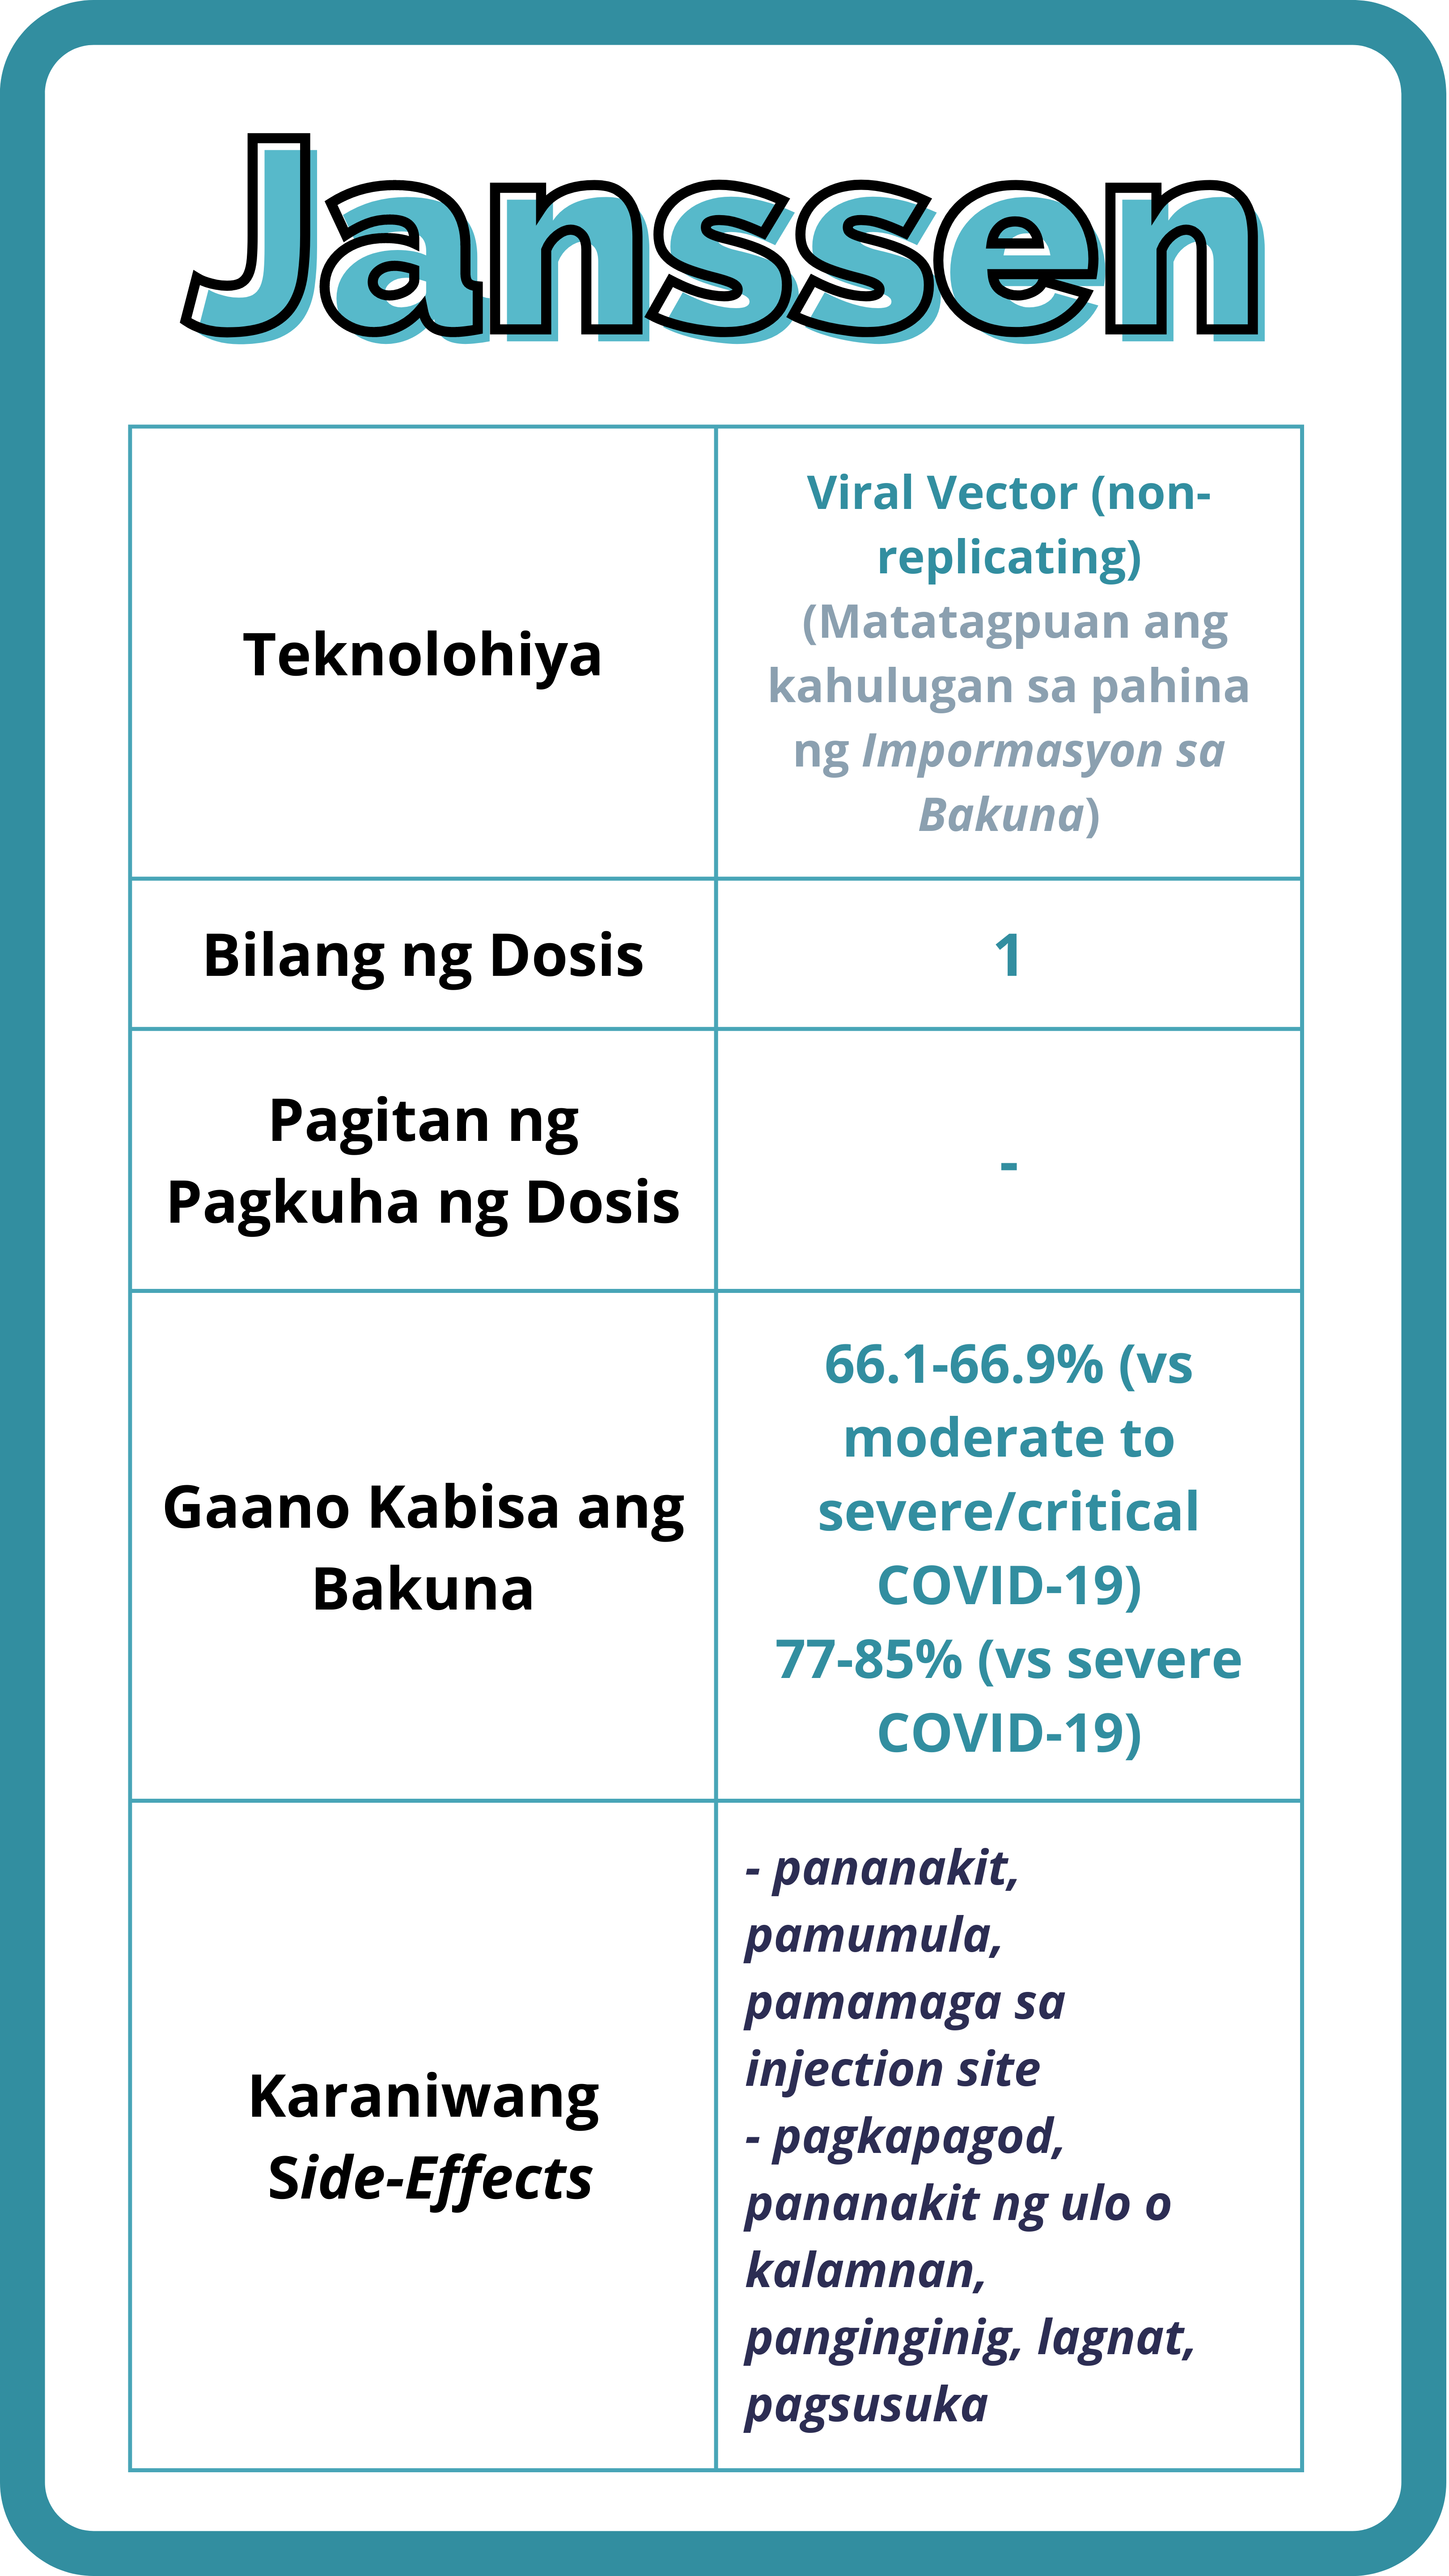 Janssen
Teknolohiya
Viral Vector (non-
replicating)
(Matatagpuan ang
kahulugan sa pahina
ng Impormasyon sa
Bakuna)
Bilang ng Dosis
1
Pagitan ng
Pagkuha ng Dosis
-
Gaano Kabisa ang
Bakuna
66.1-66.9% (vs
moderate to
severe/critical
COVID-19)
77-85% (vs severe
COVID-19)
Karaniwang
Side-Effects
- pananakit,
pamumula,
pamamaga sa
injection site
- pagkapagod,
pananakit ng ulo o
kalamnan,
panginginig, lagnat,
pagsusuka